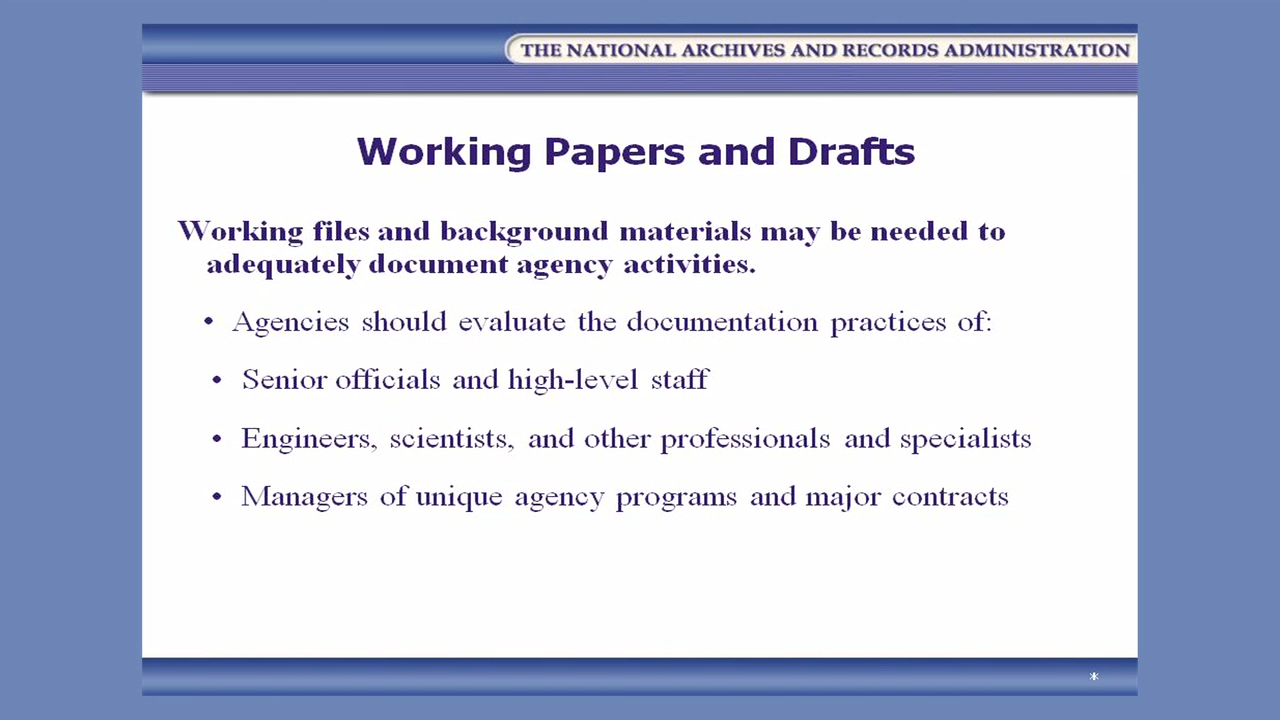 THE NATIONAL ARCHIVES AND RECORDS ADMINISTRATION
Working Papers and Drafts
Working files and background materials may be needed to
adequately document agency activities.
• Agencies should evaluate the documentation practices of:
• Senior officials and high-level staff
• Engineers, scientists, and other professionals and specialists
• Managers of unique agency programs and major contracts
*